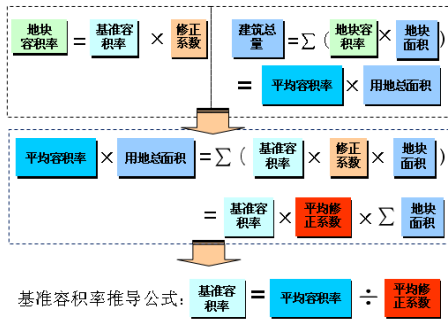 地块容积率 = 基准容积率 × 修正系数
建筑总量 = ∑ ( 地块容积率 × 地块面积 )
= 平均容积率 × 用地总面积
平均容积率 × 用地总面积 = ∑ ( 基准容积率 × 修正系数 × 地块面积 )
= 基准容积率 × 平均修正系数 × ∑ 地块面积
基准容积率推导公式: 基准容积率 = 平均容积率 ÷ 平均修正系数